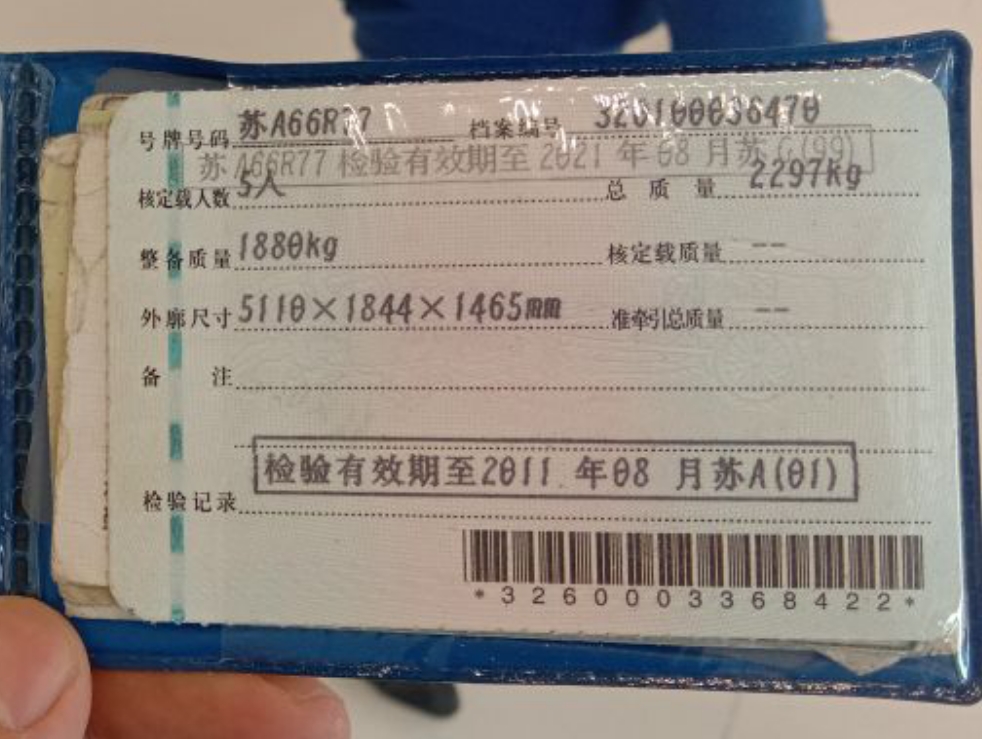 号牌号码 苏A66R77 档案编号 320100036470
苏A66R77 检验有效期至2021年08月苏G(99)
核定载人数 5人 总质量 2297kg
整备质量 1880kg 核定载质量 --
外廓尺寸 5110×1844×1465mm 准牵引总质量 --
备注
检验有效期至2011年08月苏A(01)
检验记录
*3260003368422*